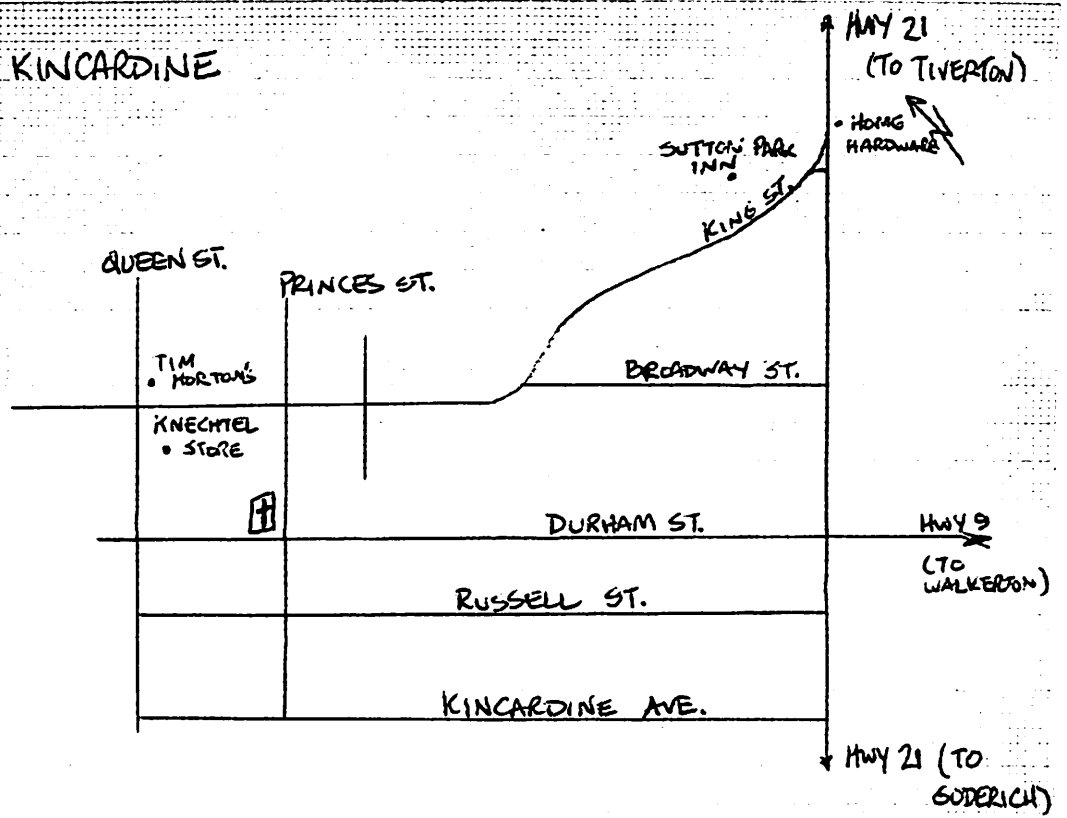 HWY 21
(TO TIVERTON)
KINCARDINE
• HOME
HARDWARE
SUTTON PARK
INN
KING ST.
QUEEN ST.
PRINCES ST.
TIM
HORTON'S
BROADWAY ST.
KNECHTEL
• STORE
DURHAM ST.
HWY 9
(TO
WALKERTON)
RUSSELL ST.
KINCARDINE AVE.
HWY 21 (TO
GODERICH)